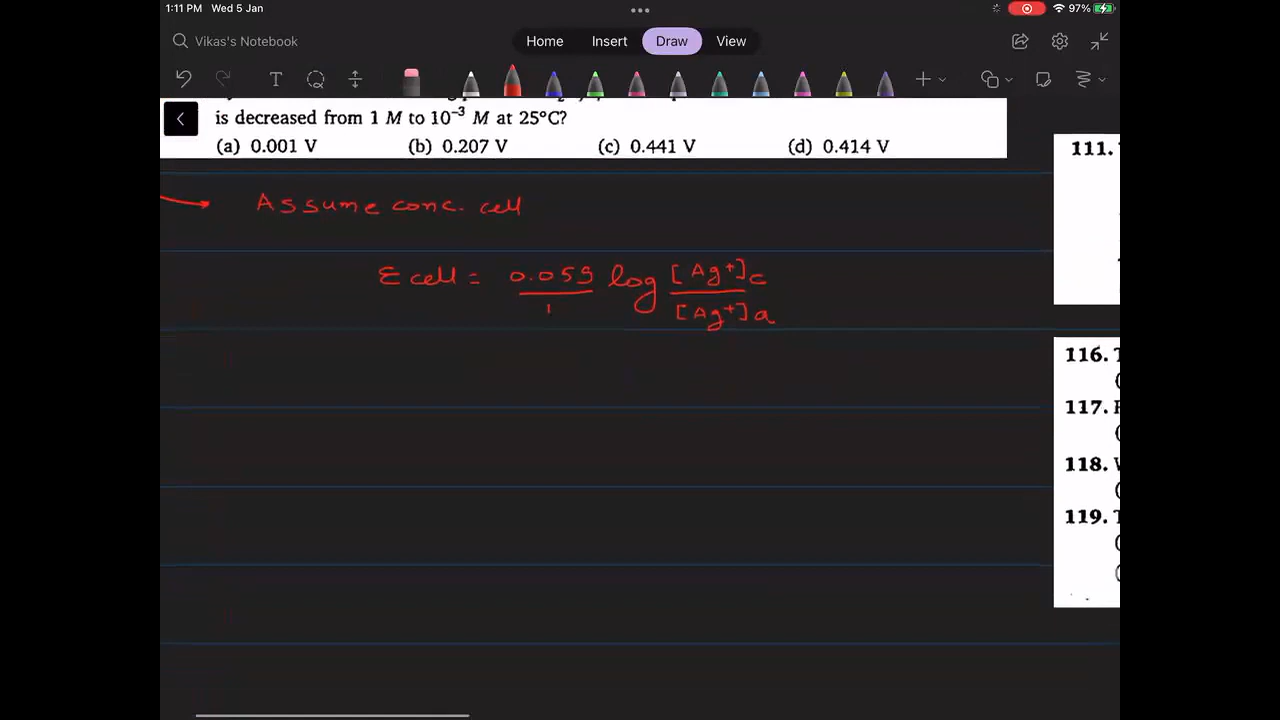 1:11 PM Wed 5 Jan
97%
Vikas's Notebook
Home Insert Draw View
is decreased from 1 M to 10⁻³ M at 25°C?
(a) 0.001 V (b) 0.207 V (c) 0.441 V (d) 0.414 V
Assume conc. cell
Ecell = 0.059/1 log [Ag⁺]c/[Ag⁺]a
111.
116.
117.
118.
119.